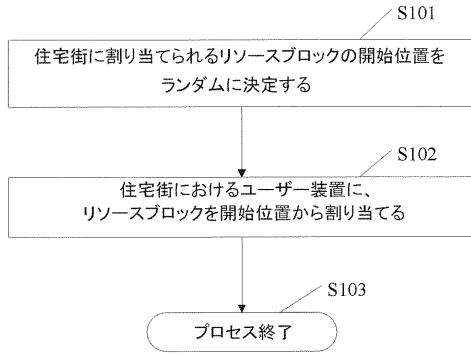 S101
住宅街に割り当てられるリソースブロックの開始位置を
ランダムに決定する
S102
住宅街におけるユーザー装置に、
リソースブロックを開始位置から割り当てる
S103
プロセス終了